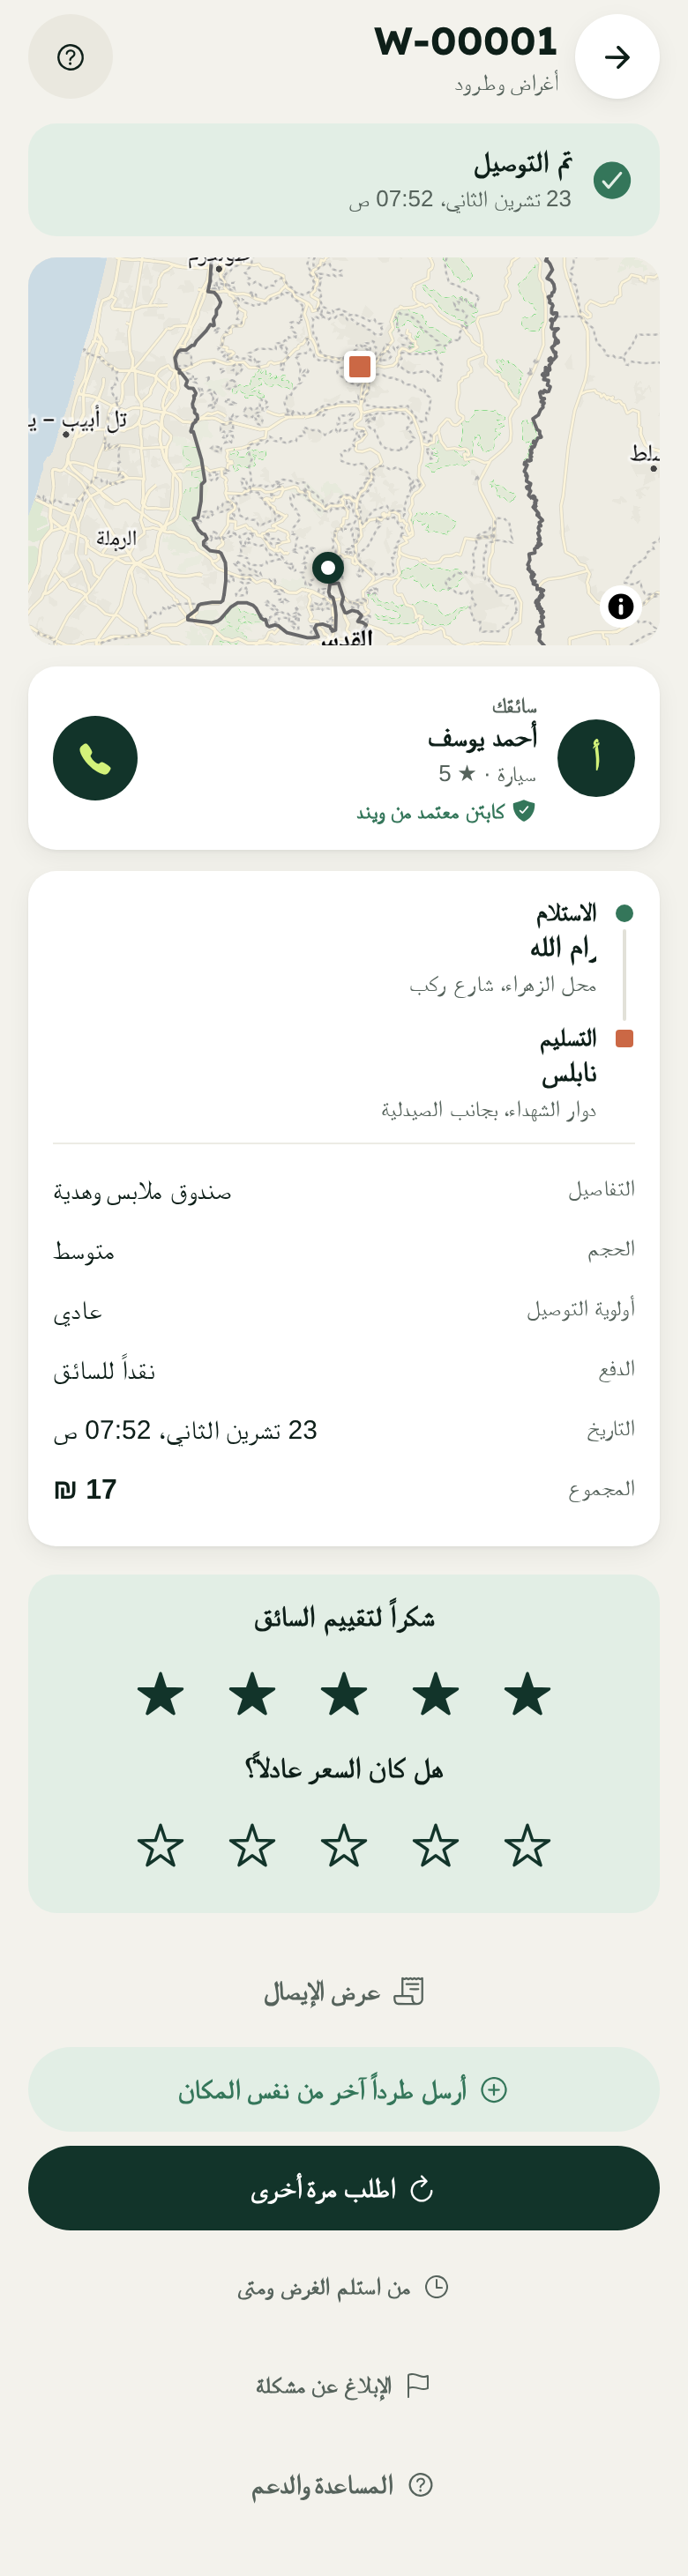 W-00001
أغراض وطرود
تم التوصيل
23 تشرين الثاني، 07:52 ص
تل أبيب – ي
الرملة
القدس
سائقك
أ
أحمد يوسف
سيارة · ★ 5
كابتن معتمد من ويند
الاستلام
رام الله
محل الزهراء، شارع ركب
التسليم
نابلس
دوار الشهداء، بجانب الصيدلية
التفاصيل صندوق ملابس وهدية
الحجم متوسط
أولوية التوصيل عادي
الدفع نقداً للسائق
التاريخ 23 تشرين الثاني، 07:52 ص
المجموع 17 ₪
شكراً لتقييم السائق
هل كان السعر عادلاً؟
عرض الإيصال
أرسل طرداً آخر من نفس المكان
اطلب مرة أخرى
من استلم الغرض ومتى
الإبلاغ عن مشكلة
المساعدة والدعم